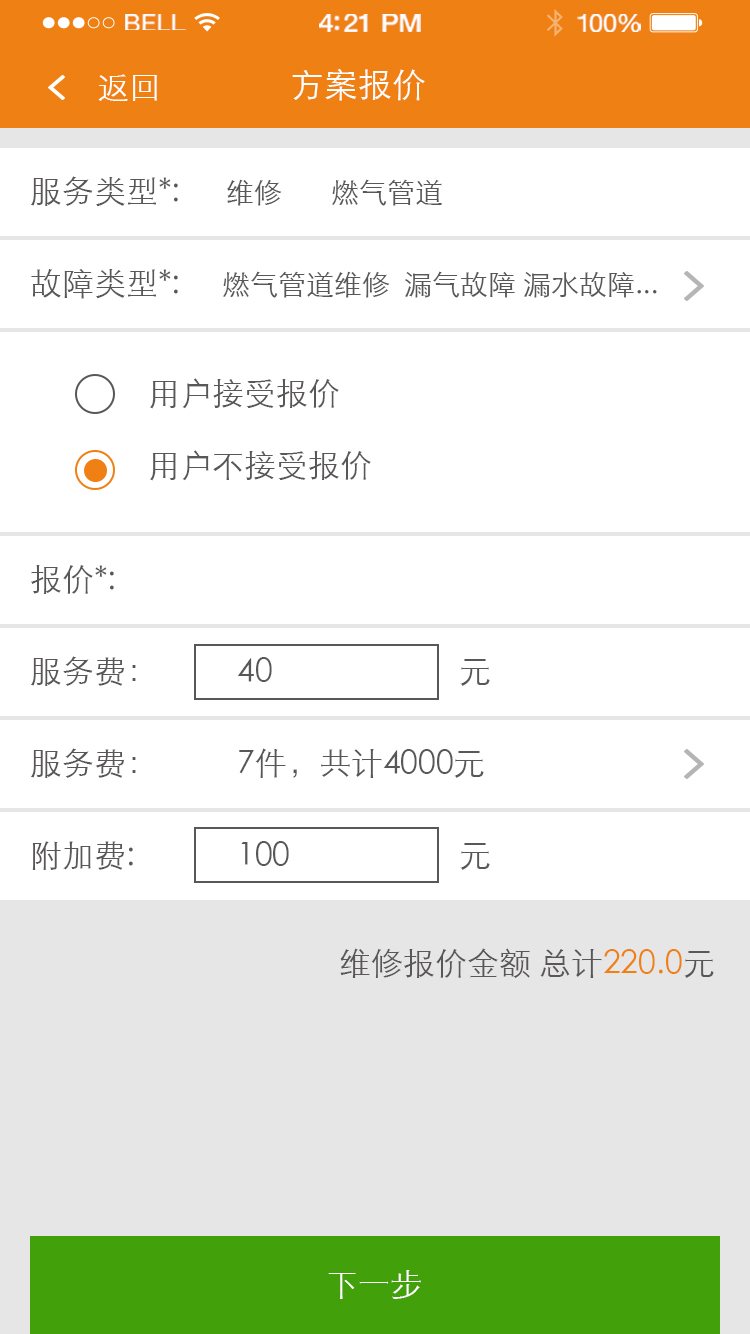 BELL 4:21 PM 100%
返回 方案报价
服务类型*: 维修 燃气管道
故障类型*: 燃气管道维修 漏气故障 漏水故障...
用户接受报价
用户不接受报价
报价*:
服务费: 40 元
服务费: 7件，共计4000元
附加费: 100 元
维修报价金额 总计220.0元
下一步